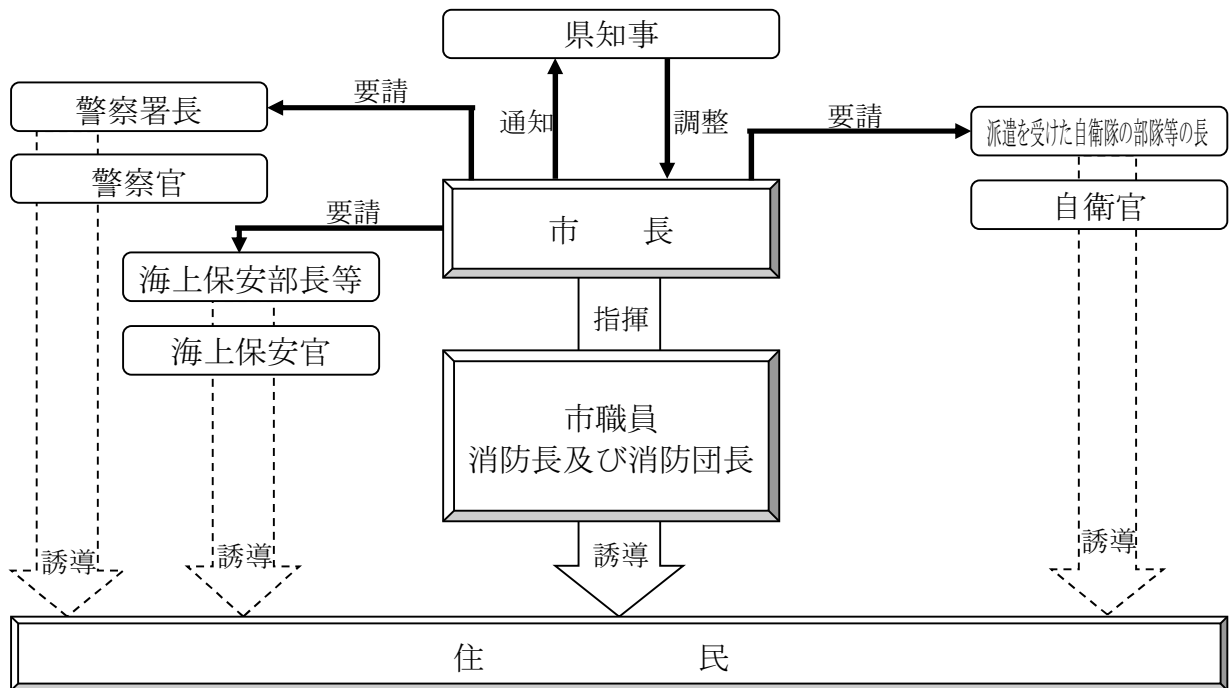 県知事
警察署長
要請
通知
調整
要請
派遣を受けた自衛隊の部隊等の長
警察官
自衛官
要請
市 長
海上保安部長等
指揮
海上保安官
市職員
消防長及び消防団長
誘導
誘導
誘導
誘導
住 民